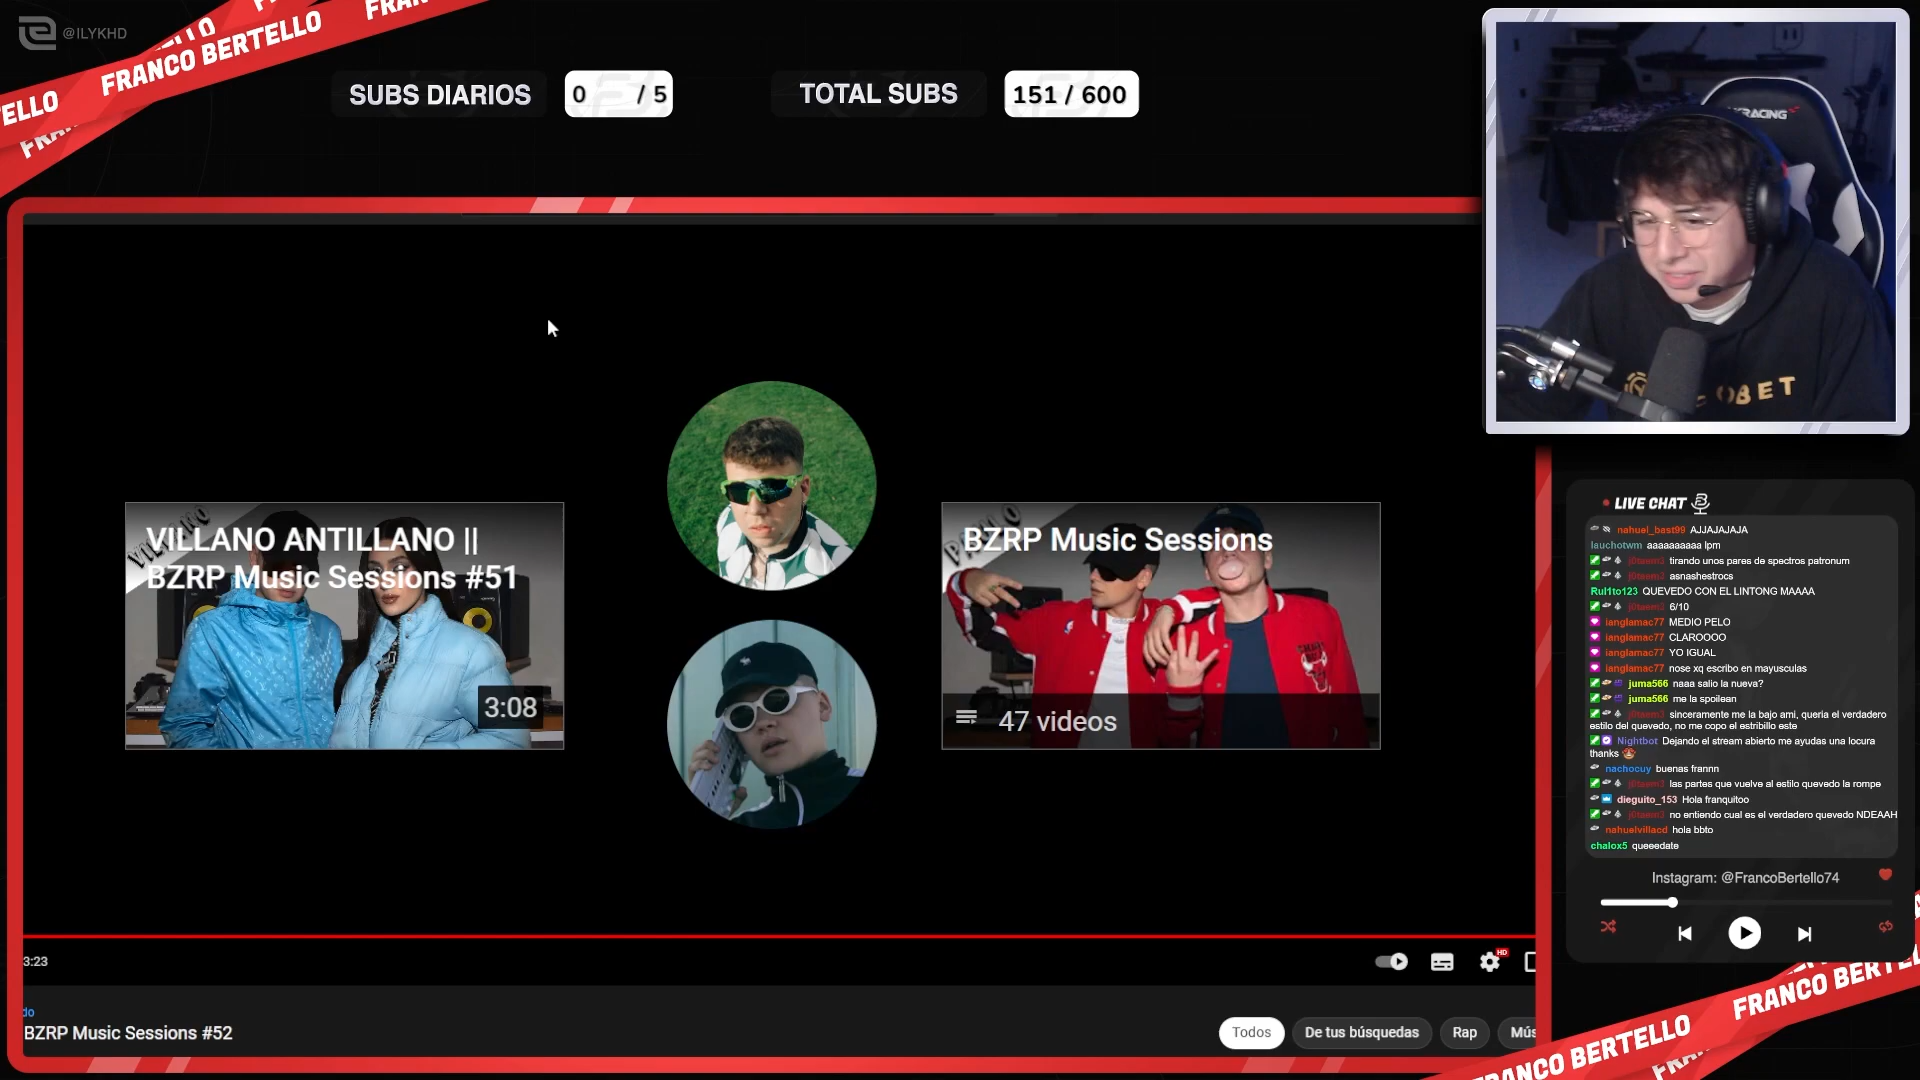 @ILYKHD
FRANCO BERTELLO
SUBS DIARIOS
0 / 5
TOTAL SUBS
151 / 600
VILLANO ANTILLANO ||
BZRP Music Sessions #51
3:08
BZRP Music Sessions
47 videos
3:23
do
BZRP Music Sessions #52
Todos
De tus búsquedas
Rap
Mús
LIVE CHAT
nahuel_bast99 AJJAJAJAJA
lauchotwm aaaaaaaaaa lpm
tirando unos pares de spectros patronum
asnashestrocs
Rul1to123 QUEVEDO CON EL LINTONG MAAAA
6/10
ianglamac77 MEDIO PELO
ianglamac77 CLAROOOO
ianglamac77 YO IGUAL
ianglamac77 nose xq escribo en mayusculas
juma566 naaa salio la nueva?
juma566 me la spoilean
sinceramente me la bajo ami, queria el verdadero
estilo del quevedo, no me copo el estribillo este
Nightbot Dejando el stream abierto me ayudas una locura
thanks
nachocuy buenas frannn
las partes que vuelve al estilo quevedo la rompe
dieguito_153 Hola franquitoo
no entiendo cual es el verdadero quevedo NDEAAH
nahuelvillacd hola bbto
chalox5 queeedate
Instagram: @FrancoBertello74
FRANCO BERTELLO